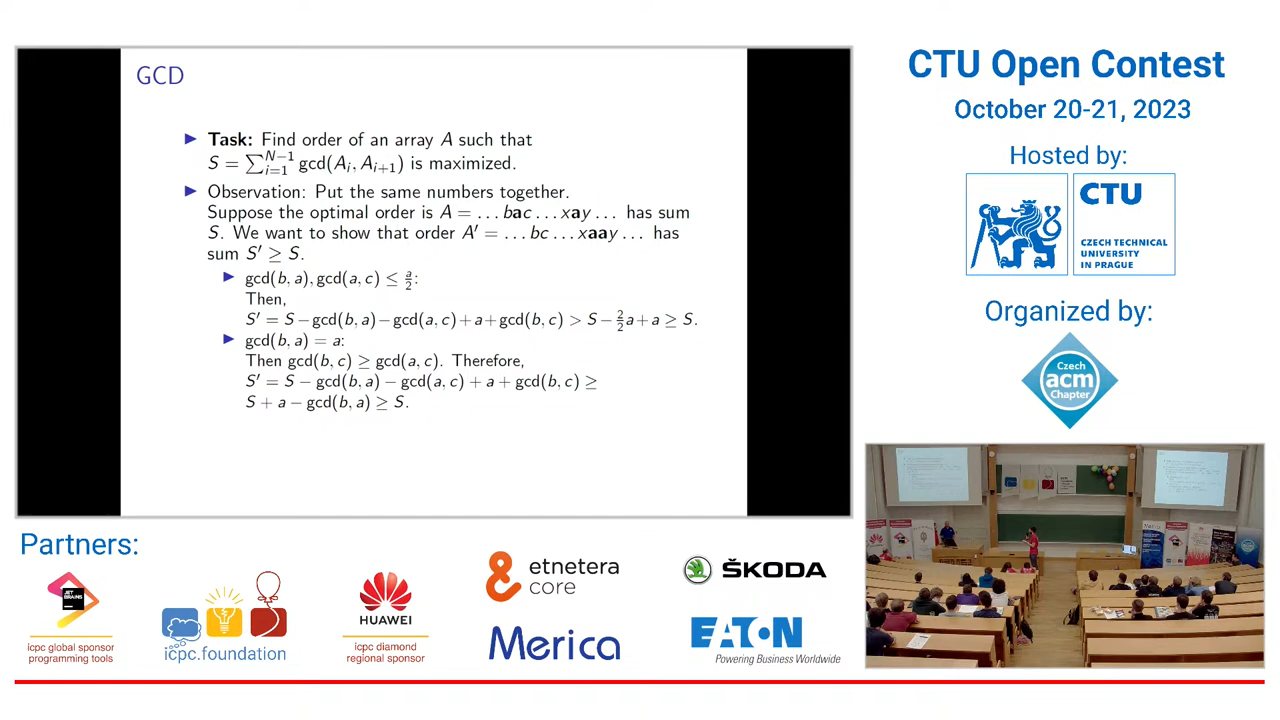 GCD
▶ Task: Find order of an array A such that
S = ∑_{i=1}^{N−1} gcd(A_i, A_{i+1}) is maximized.
▶ Observation: Put the same numbers together.
Suppose the optimal order is A = ... bac ... xay ... has sum
S. We want to show that order A′ = ... bc ... xaay ... has
sum S′ ≥ S.
▶ gcd(b, a), gcd(a, c) ≤ a/2:
Then,
S′ = S − gcd(b, a) − gcd(a, c) + a + gcd(b, c) > S − 2/2 a + a ≥ S.
▶ gcd(b, a) = a:
Then gcd(b, c) ≥ gcd(a, c). Therefore,
S′ = S − gcd(b, a) − gcd(a, c) + a + gcd(b, c) ≥
S + a − gcd(b, a) ≥ S.
CTU Open Contest
October 20-21, 2023
Hosted by:
CTU
CZECH TECHNICAL
UNIVERSITY
IN PRAGUE
Organized by:
Czech
acm
Chapter
Partners:
JET
BRAINS
icpc global sponsor
programming tools
icpc.foundation
HUAWEI
icpc diamond
regional sponsor
etnetera
core
Merica
ŠKODA
EATON
Powering Business Worldwide